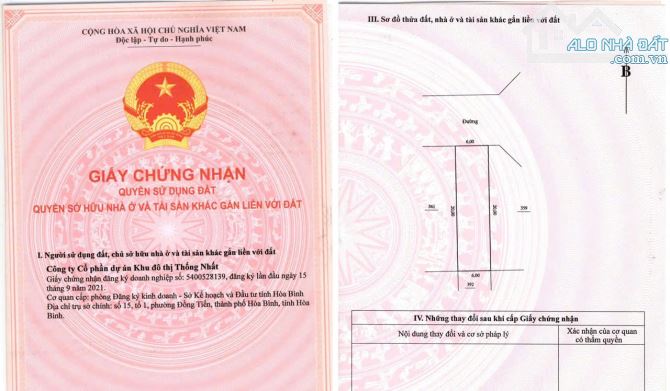 CỘNG HÒA XÃ HỘI CHỦ NGHĨA VIỆT NAM
Độc lập - Tự do - Hạnh phúc
GIẤY CHỨNG NHẬN
QUYỀN SỬ DỤNG ĐẤT
QUYỀN SỞ HỮU NHÀ Ở VÀ TÀI SẢN KHÁC GẮN LIỀN VỚI ĐẤT
I. Người sử dụng đất, chủ sở hữu nhà ở và tài sản khác gắn liền với đất
Công ty Cổ phần dự án Khu đô thị Thống Nhất
Giấy chứng nhận đăng ký doanh nghiệp số: 5400528139, đăng ký lần đầu ngày 15
tháng 9 năm 2021.
Cơ quan cấp: phòng Đăng ký kinh doanh - Sở Kế hoạch và Đầu tư tỉnh Hòa Bình
Địa chỉ trụ sở chính: số 15, tổ 1, phường Đồng Tiến, thành phố Hòa Bình, tỉnh Hòa
Bình.
III. Sơ đồ thửa đất, nhà ở và tài sản khác gắn liền với đất
ALO NHÀ ĐẤT
.com.vn
B
Đường
6,00
361
20,00
20,00
359
6,00
392
IV. Những thay đổi sau khi cấp Giấy chứng nhận
Nội dung thay đổi và cơ sở pháp lý
Xác nhận của cơ quan
có thẩm quyền